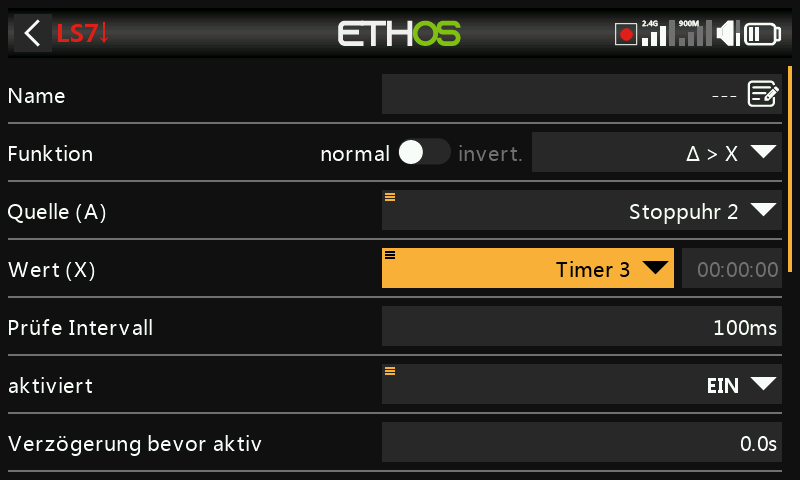 LS7↓ ETHOS 2.4G 900M
Name ---
Funktion normal invert. Δ > X
Quelle (A) Stoppuhr 2
Wert (X) Timer 3 00:00:00
Prüfe Intervall 100ms
aktiviert EIN
Verzögerung bevor aktiv 0.0s